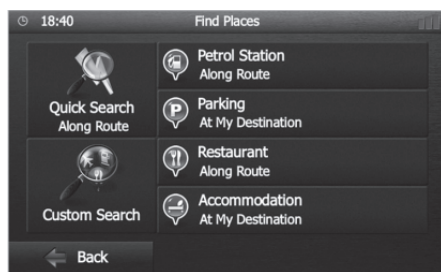 18:40
Find Places
Quick Search
Along Route
Custom Search
Petrol Station
Along Route
P
Parking
At My Destination
Restaurant
Along Route
Accommodation
At My Destination
Back